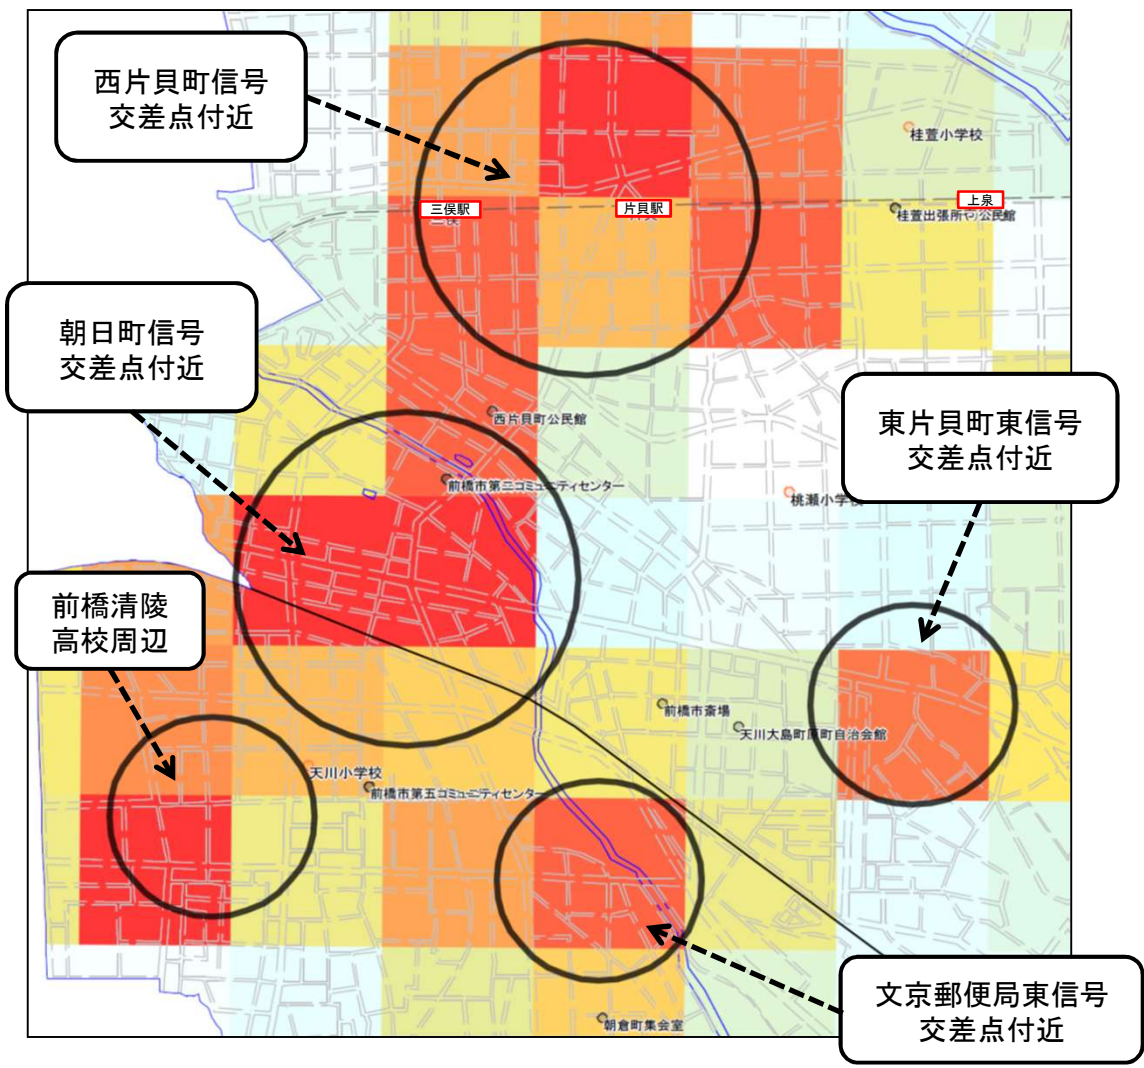 西片貝町信号
交差点付近
桂萱小学校
三俣駅
片貝駅
上泉
桂萱出張所
公民館
朝日町信号
交差点付近
西片貝町公民館
東片貝町東信号
交差点付近
前橋市第二コミュニティセンター
桃瀬小学校
前橋清陵
高校周辺
前橋市斎場
天川大島町原町自治会館
天川小学校
前橋市第五コミュニティセンター
文京郵便局東信号
交差点付近
朝倉町集会室